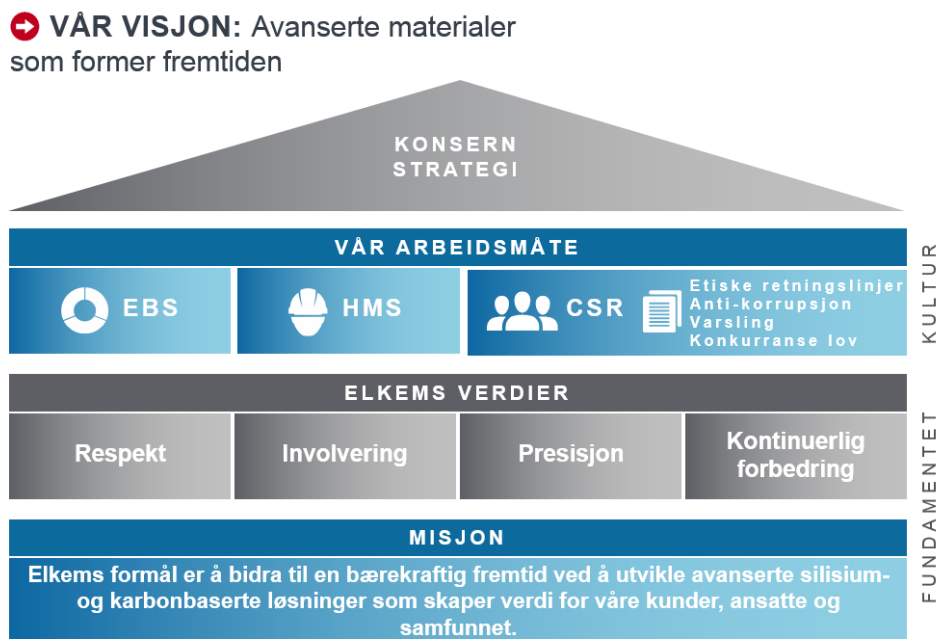 VÅR VISJON: Avanserte materialer
som former fremtiden
KONSERN
STRATEGI
VÅR ARBEIDSMÅTE
EBS
HMS
CSR
Etiske retningslinjer
Anti-korrupsjon
Varsling
Konkurranse lov
KULTUR
ELKEMS VERDIER
Respekt
Involvering
Presisjon
Kontinuerlig
forbedring
FUNDAMENTET
MISJON
Elkems formål er å bidra til en bærekraftig fremtid ved å utvikle avanserte silisium-
og karbonbaserte løsninger som skaper verdi for våre kunder, ansatte og
samfunnet.